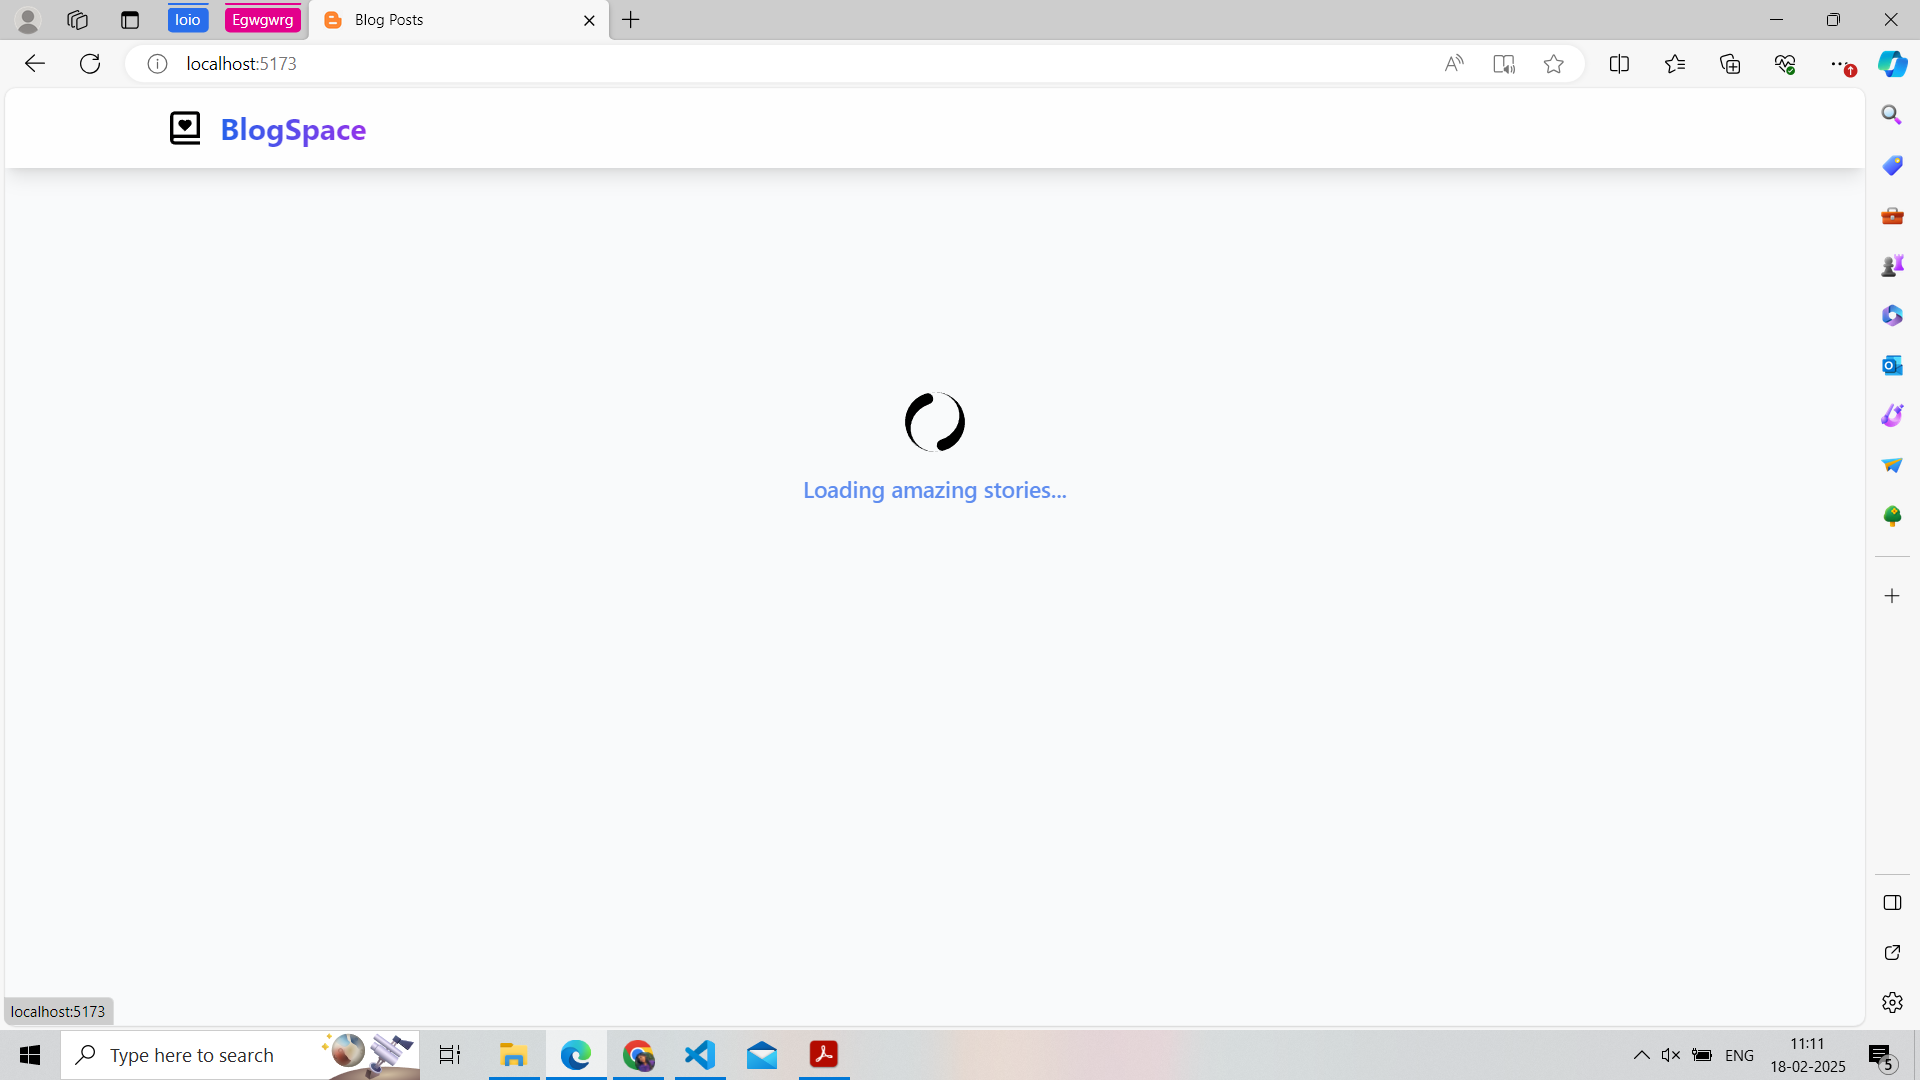 Ioio
Egwgwrg
Blog Posts
localhost:5173
BlogSpace
Loading amazing stories...
localhost:5173
Type here to search
ENG
11:11
18-02-2025
5